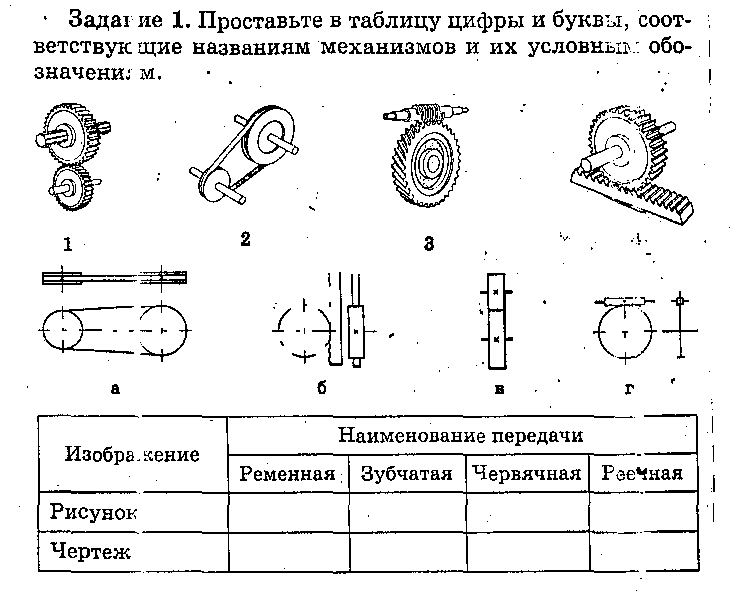 Задание 1. Проставьте в таблицу цифры и буквы, соот-
ветствующие названиям механизмов и их условным обо-
значениям.
1 2 3 4
а б в г
Изображение Наименование передачи
Ременная Зубчатая Червячная Реечная
Рисунок
Чертеж